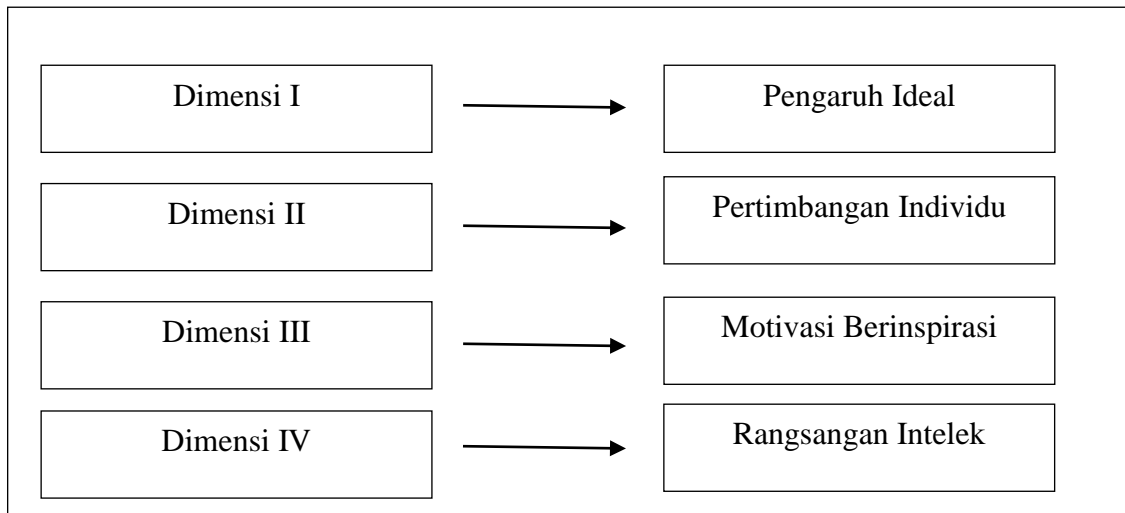 Dimensi I
Pengaruh Ideal
Dimensi II
Pertimbangan Individu
Dimensi III
Motivasi Berinspirasi
Dimensi IV
Rangsangan Intelek